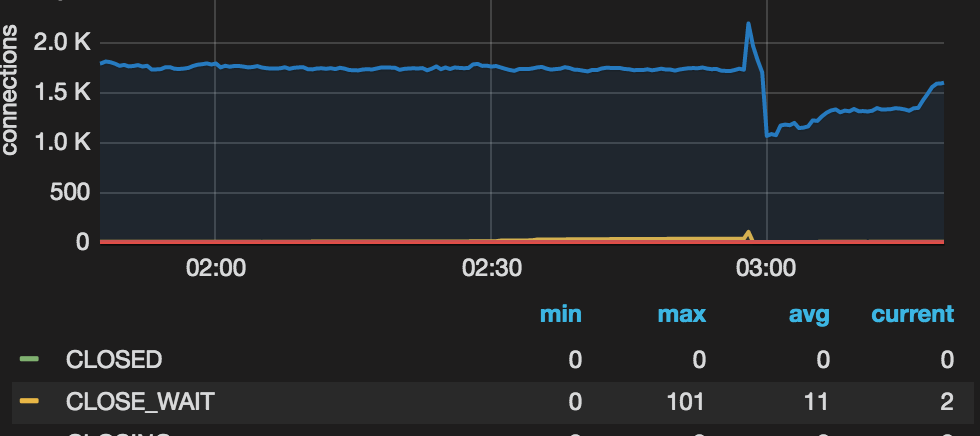 connections
2.0 K
1.5 K
1.0 K
500
0
02:00 02:30 03:00
min max avg current
CLOSED 0 0 0 0
CLOSE_WAIT 0 101 11 2